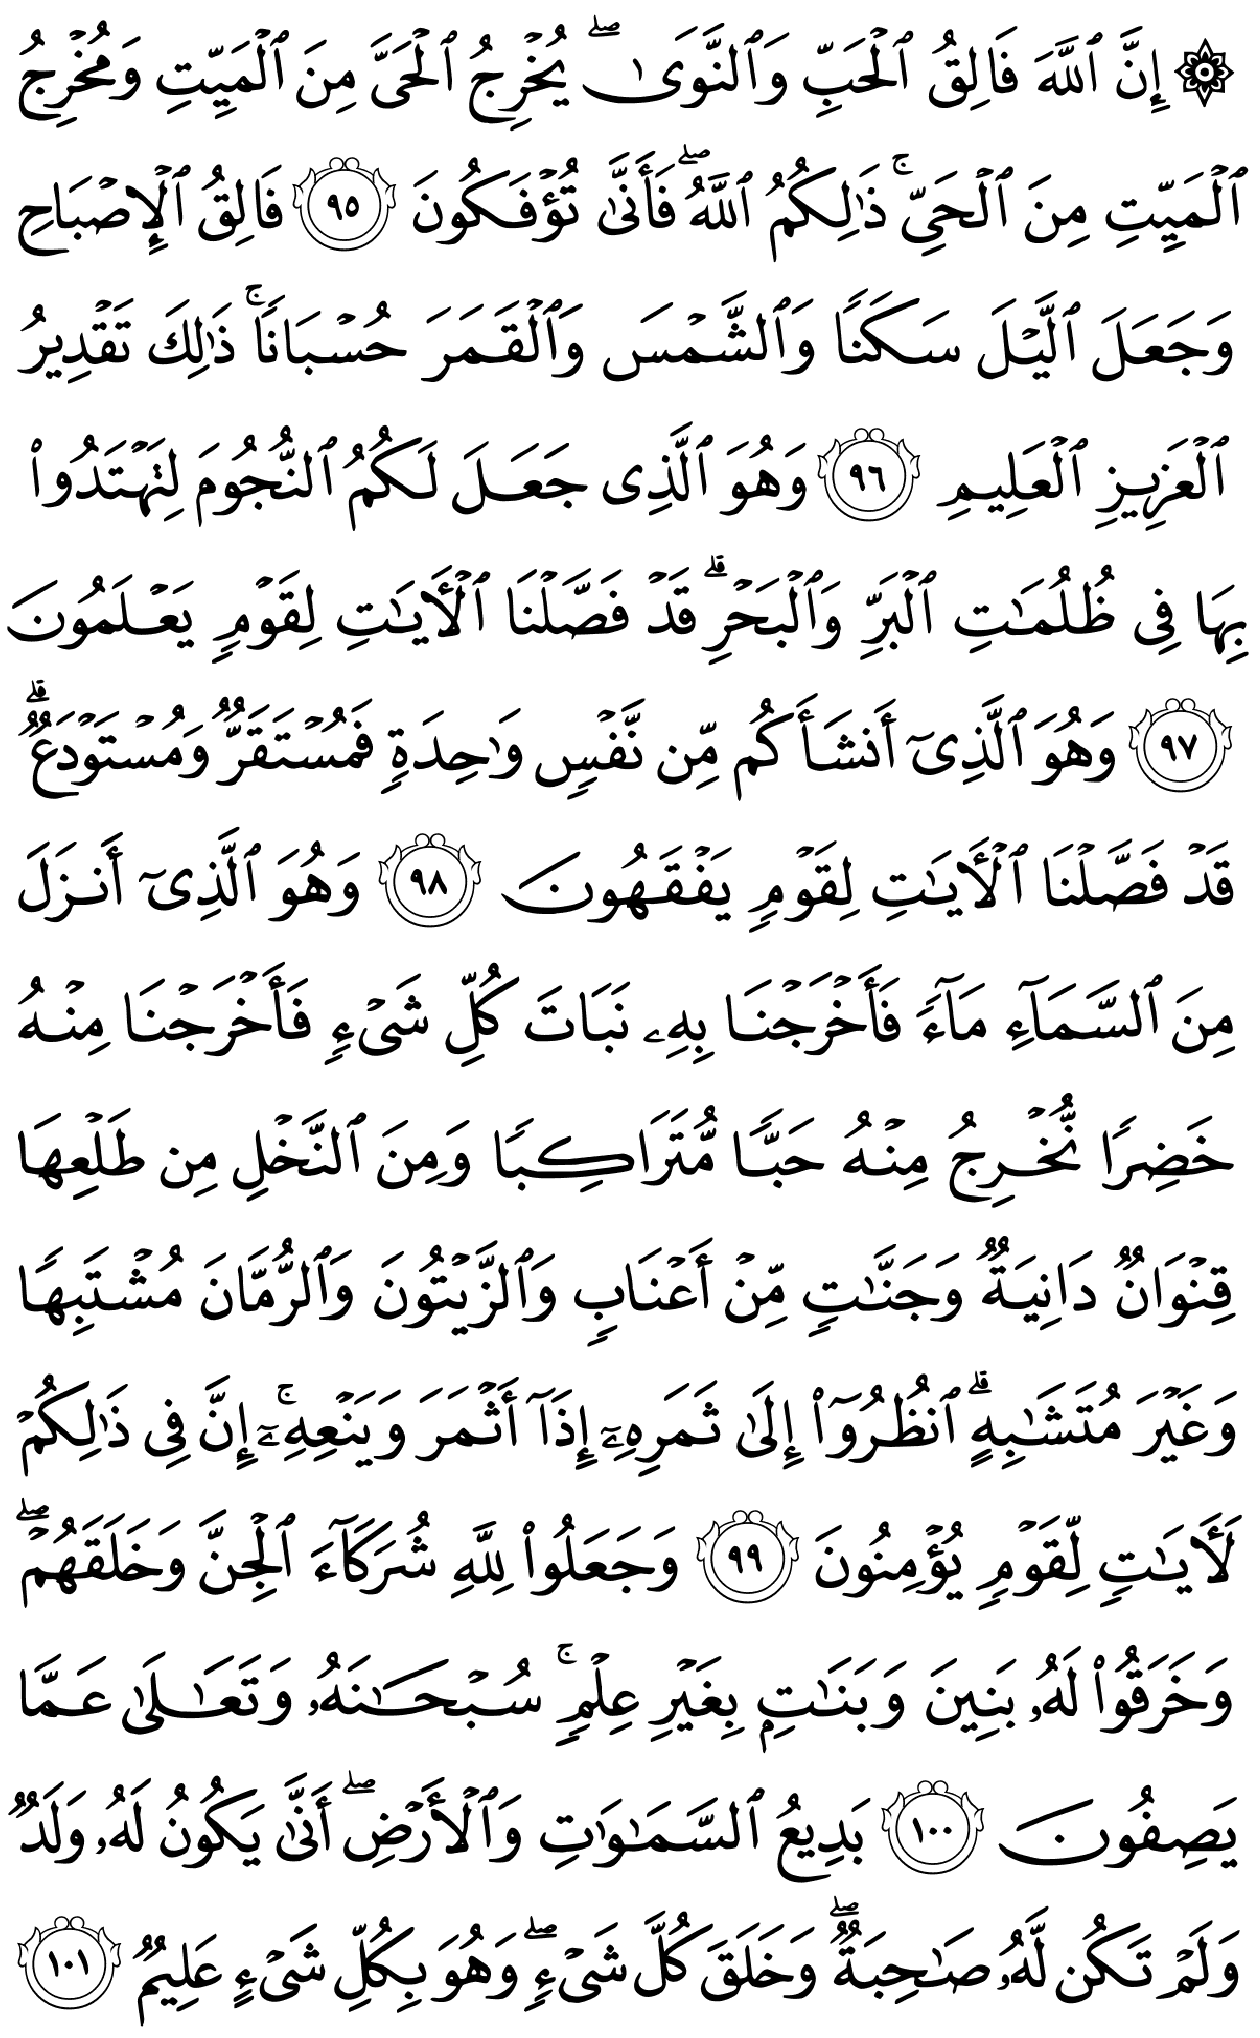 ۞ إِنَّ ٱللَّهَ فَالِقُ ٱلْحَبِّ وَٱلنَّوَىٰ ۖ يُخْرِجُ ٱلْحَىَّ مِنَ ٱلْمَيِّتِ وَمُخْرِجُ
ٱلْمَيِّتِ مِنَ ٱلْحَىِّ ۚ ذَٰلِكُمُ ٱللَّهُ ۖ فَأَنَّىٰ تُؤْفَكُونَ ٩٥ فَالِقُ ٱلْإِصْبَاحِ
وَجَعَلَ ٱلَّيْلَ سَكَنًا وَٱلشَّمْسَ وَٱلْقَمَرَ حُسْبَانًا ۚ ذَٰلِكَ تَقْدِيرُ
ٱلْعَزِيزِ ٱلْعَلِيمِ ٩٦ وَهُوَ ٱلَّذِى جَعَلَ لَكُمُ ٱلنُّجُومَ لِتَهْتَدُوا۟
بِهَا فِى ظُلُمَـٰتِ ٱلْبَرِّ وَٱلْبَحْرِ ۗ قَدْ فَصَّلْنَا ٱلْـَٔايَـٰتِ لِقَوْمٍ يَعْلَمُونَ
٩٧ وَهُوَ ٱلَّذِىٓ أَنشَأَكُم مِّن نَّفْسٍ وَٰحِدَةٍ فَمُسْتَقَرٌّ وَمُسْتَوْدَعٌ ۗ
قَدْ فَصَّلْنَا ٱلْـَٔايَـٰتِ لِقَوْمٍ يَفْقَهُونَ ٩٨ وَهُوَ ٱلَّذِىٓ أَنزَلَ
مِنَ ٱلسَّمَآءِ مَآءً فَأَخْرَجْنَا بِهِۦ نَبَاتَ كُلِّ شَىْءٍ فَأَخْرَجْنَا مِنْهُ
خَضِرًا نُّخْرِجُ مِنْهُ حَبًّا مُّتَرَاكِبًا وَمِنَ ٱلنَّخْلِ مِن طَلْعِهَا
قِنْوَانٌ دَانِيَةٌ وَجَنَّـٰتٍ مِّنْ أَعْنَابٍ وَٱلزَّيْتُونَ وَٱلرُّمَّانَ مُشْتَبِهًا
وَغَيْرَ مُتَشَـٰبِهٍ ۗ ٱنظُرُوٓا۟ إِلَىٰ ثَمَرِهِۦٓ إِذَآ أَثْمَرَ وَيَنْعِهِۦٓ ۚ إِنَّ فِى ذَٰلِكُمْ
لَـَٔايَـٰتٍ لِّقَوْمٍ يُؤْمِنُونَ ٩٩ وَجَعَلُوا۟ لِلَّهِ شُرَكَآءَ ٱلْجِنَّ وَخَلَقَهُمْ ۖ
وَخَرَقُوا۟ لَهُۥ بَنِينَ وَبَنَـٰتٍۭ بِغَيْرِ عِلْمٍ ۚ سُبْحَـٰنَهُۥ وَتَعَـٰلَىٰ عَمَّا
يَصِفُونَ ١٠٠ بَدِيعُ ٱلسَّمَـٰوَٰتِ وَٱلْأَرْضِ ۖ أَنَّىٰ يَكُونُ لَهُۥ وَلَدٌ
وَلَمْ تَكُن لَّهُۥ صَـٰحِبَةٌ ۖ وَخَلَقَ كُلَّ شَىْءٍ ۖ وَهُوَ بِكُلِّ شَىْءٍ عَلِيمٌ ١٠١